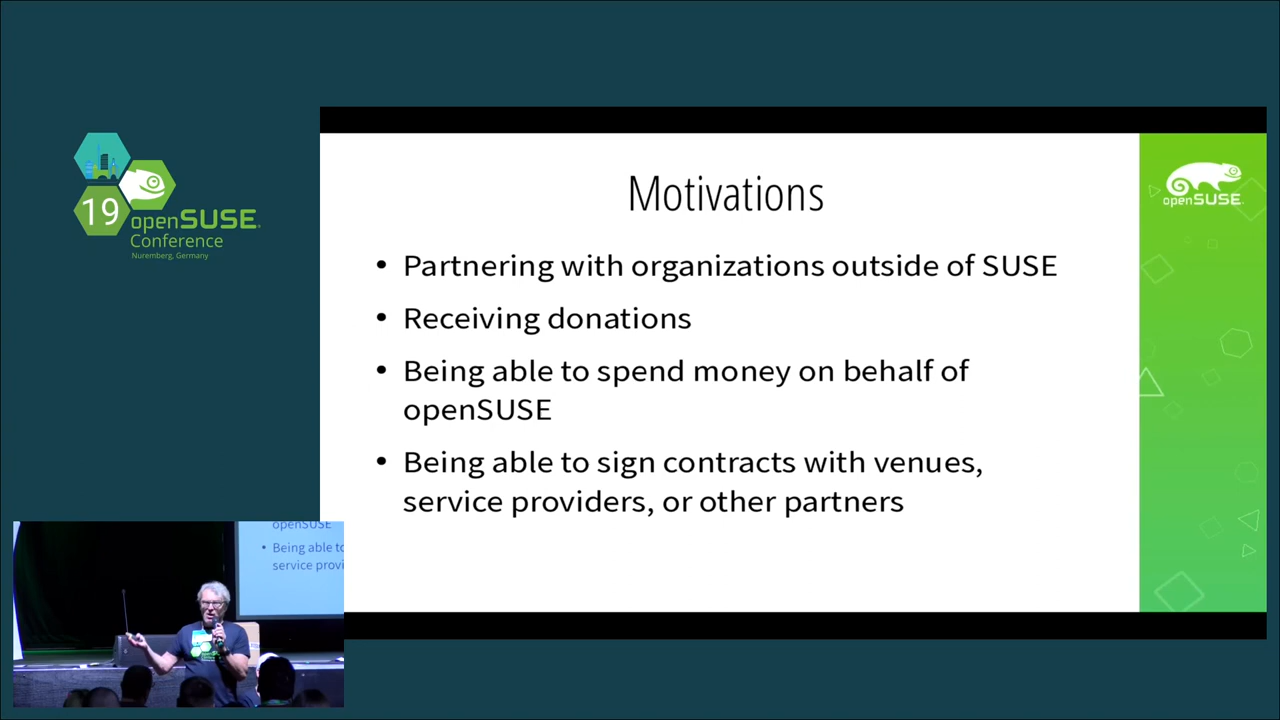 19
openSUSE
Conference
Nuremberg, Germany
Motivations
openSUSE
• Partnering with organizations outside of SUSE
• Receiving donations
• Being able to spend money on behalf of
openSUSE
• Being able to sign contracts with venues,
service providers, or other partners
openSUSE
• Being able to
service provi